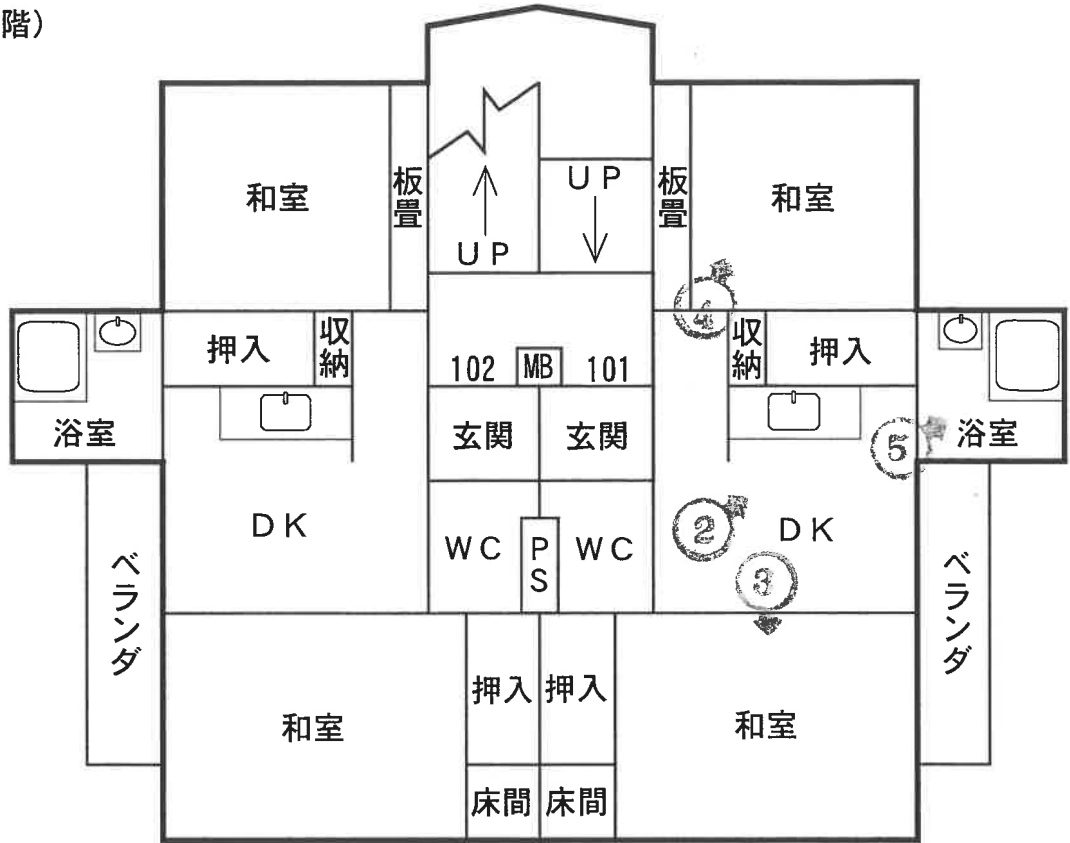 階)
和室
板畳
UP
UP
板畳
和室
④
押入
収納
102
MB
101
収納
押入
浴室
玄関
玄関
⑤
浴室
DK
WC
PS
WC
②
DK
③
ベランダ
ベランダ
和室
押入
押入
和室
床間
床間